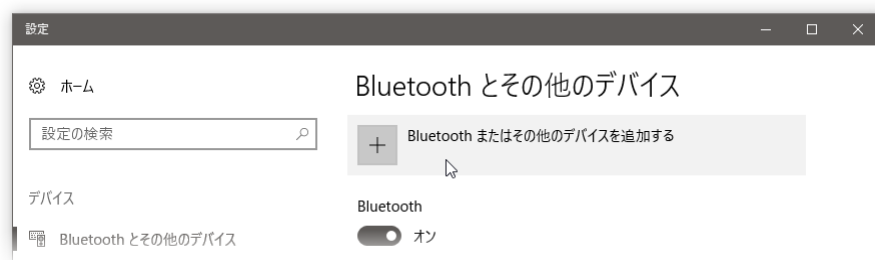 設定
ホーム
設定の検索
デバイス
Bluetooth とその他のデバイス
Bluetooth とその他のデバイス
Bluetooth またはその他のデバイスを追加する
Bluetooth
オン